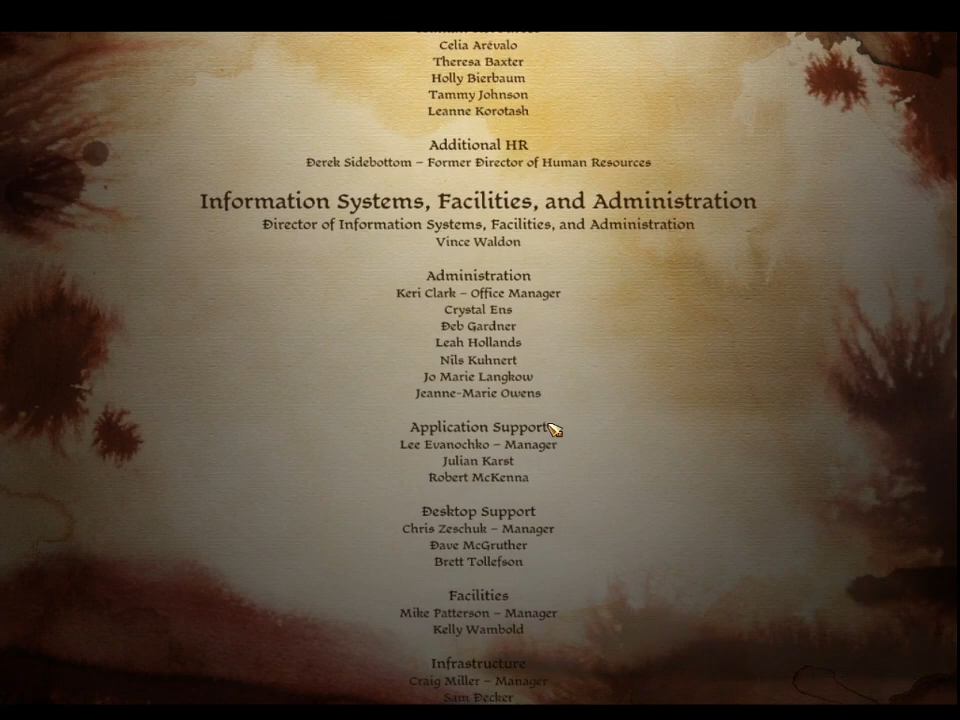 Celia Arévalo
Theresa Baxter
Holly Bierbaum
Tammy Johnson
Leanne Korotash
Additional HR
Derek Sidebottom – Former Director of Human Resources
Information Systems, Facilities, and Administration
Director of Information Systems, Facilities, and Administration
Vince Waldon
Administration
Keri Clark – Office Manager
Crystal Ens
Deb Gardner
Leah Hollands
Nils Kuhnert
Jo Marie Langkow
Jeanne-Marie Owens
Application Support
Lee Evanochko – Manager
Julian Karst
Robert McKenna
Desktop Support
Chris Zeschuk – Manager
Dave McGruther
Brett Tollefson
Facilities
Mike Patterson – Manager
Kelly Wambold
Infrastructure
Craig Miller – Manager
Sam Decker